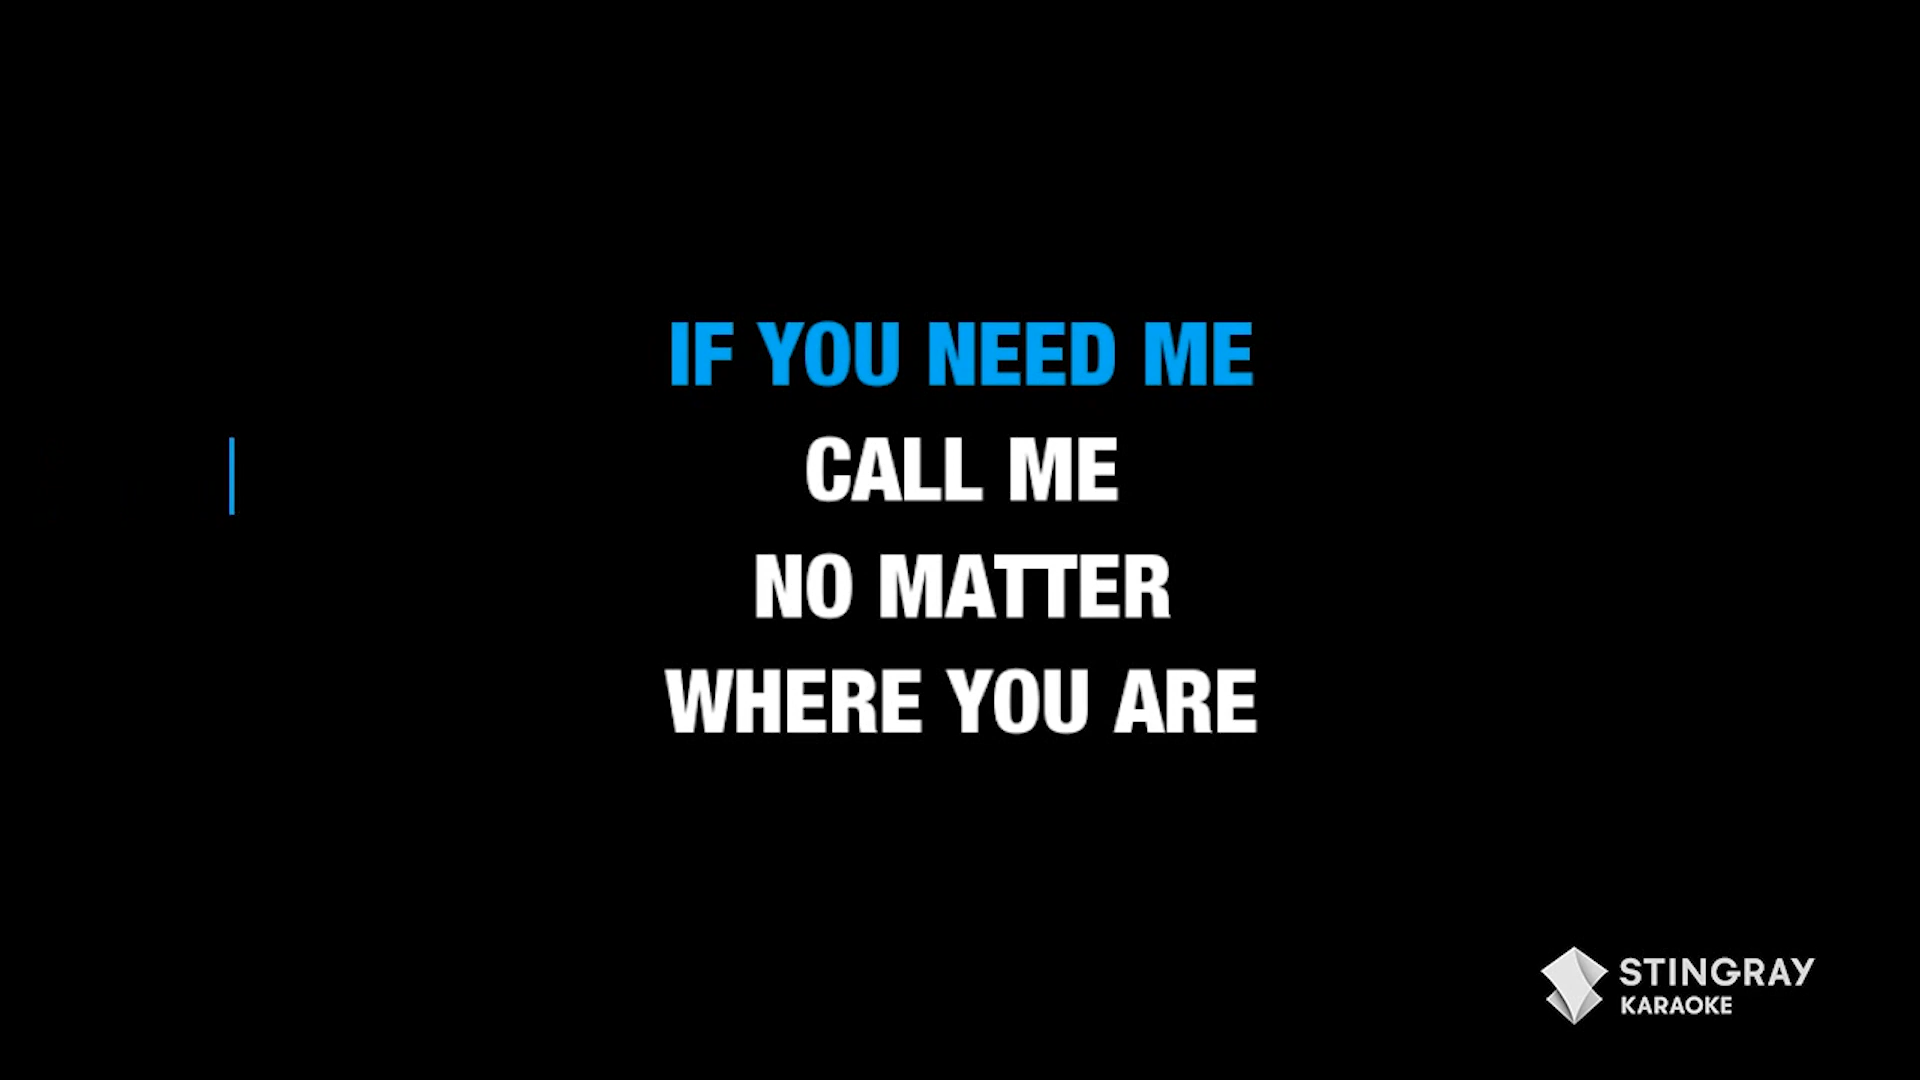 IF YOU NEED ME
CALL ME
NO MATTER
WHERE YOU ARE
STINGRAY
KARAOKE